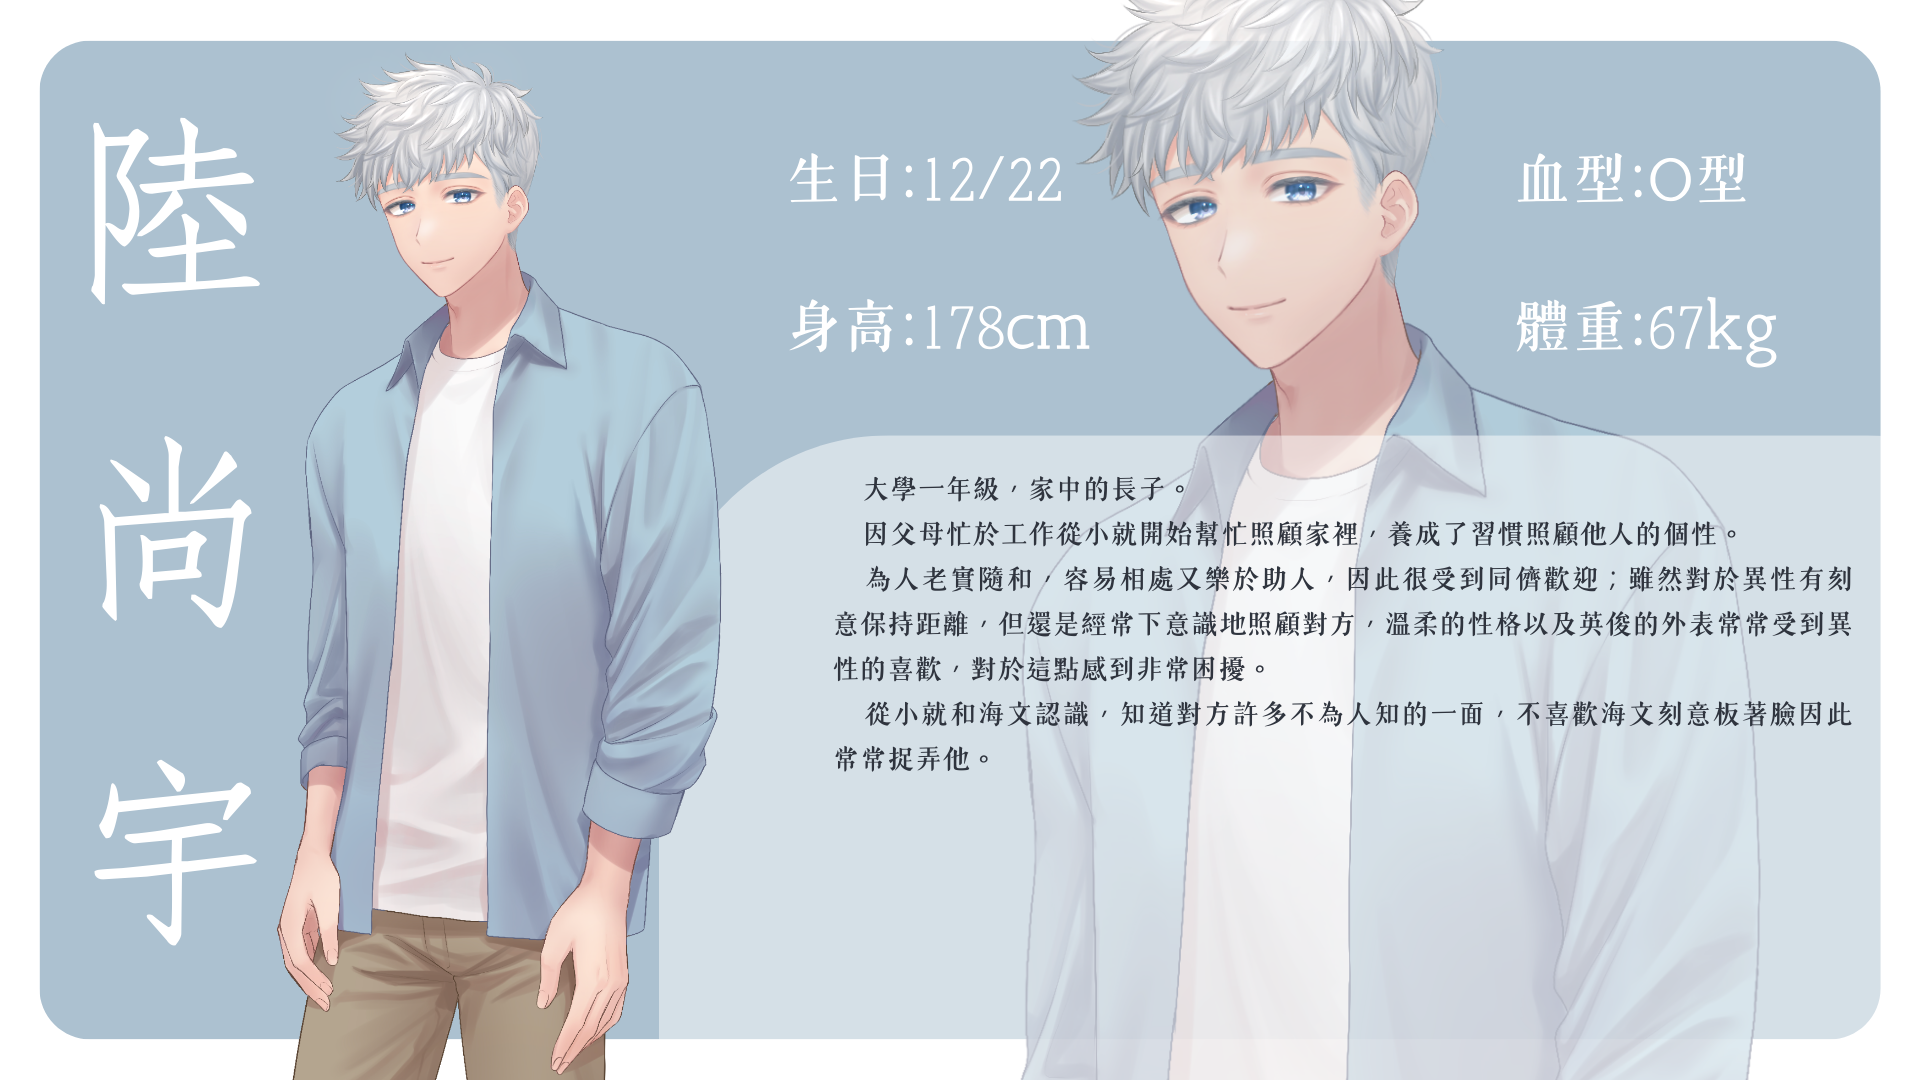 陸尚宇
生日:12/22
血型:O型
身高:178cm
體重:67kg
大學一年級，家中的長子。
因父母忙於工作從小就開始幫忙照顧家裡，養成了習慣照顧他人的個性。
為人老實隨和，容易相處又樂於助人，因此很受到同儕歡迎；雖然對於異性有刻
意保持距離，但還是經常下意識地照顧對方，溫柔的性格以及英俊的外表常常受到異
性的喜歡，對於這點感到非常困擾。
從小就和海文認識，知道對方許多不為人知的一面，不喜歡海文刻意板著臉因此
常常捉弄他。